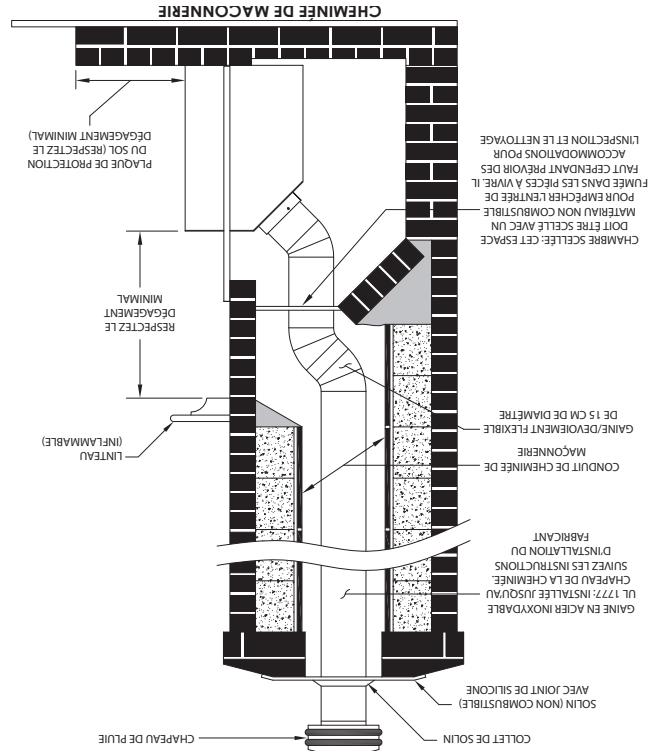 COLLET DE SOLIN
CHAPEAU DE PLUIE
SOLIN (NON COMBUSTIBLE)
AVEC JOINT DE SILICONE
GAINE EN ACIER INOXYDABLE
UL 1777: INSTALLÉE JUSQU'AU
CHAPEAU DE LA CHEMINÉE.
SUIVEZ LES INSTRUCTIONS
D'INSTALLATION DU
FABRICANT
CONDUIT DE CHEMINÉE DE
MAÇONNERIE
GAINE/DEVOIEMENT FLEXIBLE
DE 15 CM DE DIAMÈTRE
LINTEAU
(INFLAMMABLE)
RESPECTEZ LE
DÉGAGEMENT
MINIMAL
CHAMBRE SCELLÉE: CET ESPACE
DOIT ÊTRE SCELLÉ AVEC UN
MATÉRIAU NON COMBUSTIBLE
POUR EMPÊCHER L'ENTRÉE DE
FUMÉE DANS LES PIÈCES À VIVRE. IL
FAUT CEPENDANT PRÉVOIR DES
ACCOMMODATIONS POUR
L'INSPECTION ET LE NETTOYAGE
PLAQUE DE PROTECTION
DU SOL (RESPECTEZ LE
DÉGAGEMENT MINIMAL)
CHEMINÉE DE MAÇONNERIE